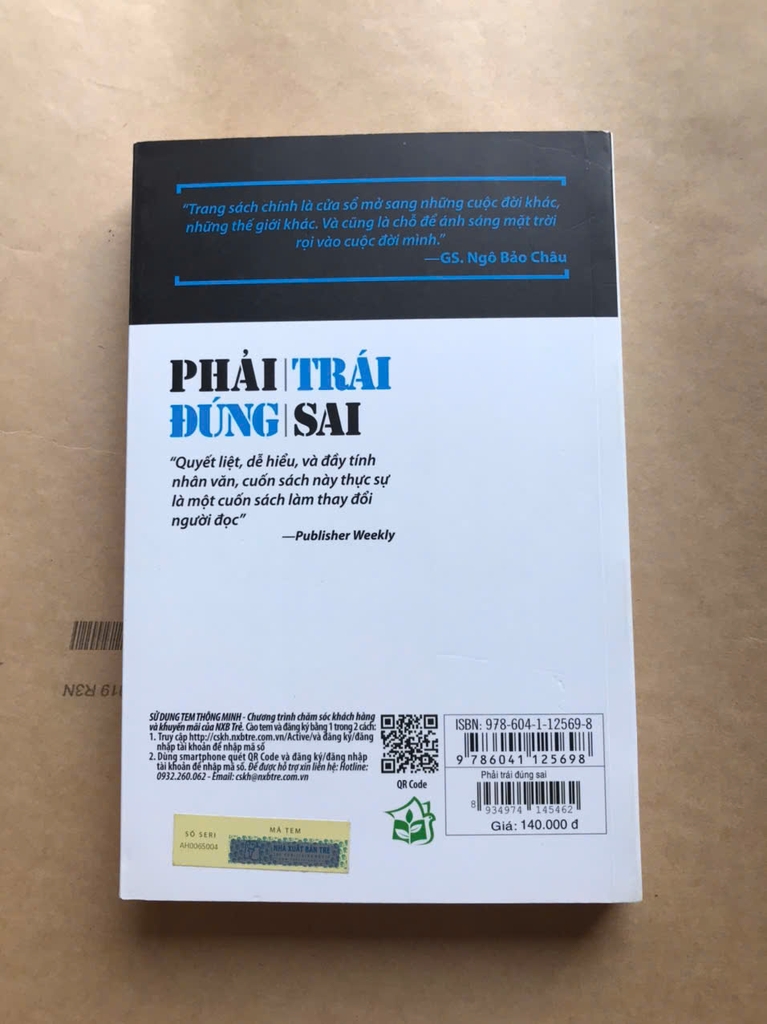 “Trang sách chính là cửa sổ mở sang những cuộc đời khác,
những thế giới khác. Và cũng là chỗ để ánh sáng mặt trời
rọi vào cuộc đời mình.”
—GS. Ngô Bảo Châu
PHẢI TRÁI
ĐÚNG SAI
“Quyết liệt, dễ hiểu, và đầy tính
nhân văn, cuốn sách này thực sự
là một cuốn sách làm thay đổi
người đọc”
—Publisher Weekly
SỬ DỤNG TEM THÔNG MINH - Chương trình chăm sóc khách hàng
và khuyến mãi của NXB Trẻ. Cào tem và đăng ký bằng 1 trong 2 cách:
1. Truy cập http://cskh.nxbtre.com.vn/Active/và đăng ký/đăng
nhập tài khoản để nhập mã số
2. Dùng smartphone quét QR Code và đăng ký/đăng nhập
tài khoản để nhập mã số. Để được hỗ trợ xin liên hệ: Hotline:
0932.260.062 - Email: cskh@nxbtre.com.vn
QR Code
ISBN: 978-604-1-12569-8
9 786041 125698
Phải trái đúng sai
8 934974 145462
Giá: 140.000 đ
SỐ SERI
AH0065004
MÃ TEM
NHÀ XUẤT BẢN TRẺ